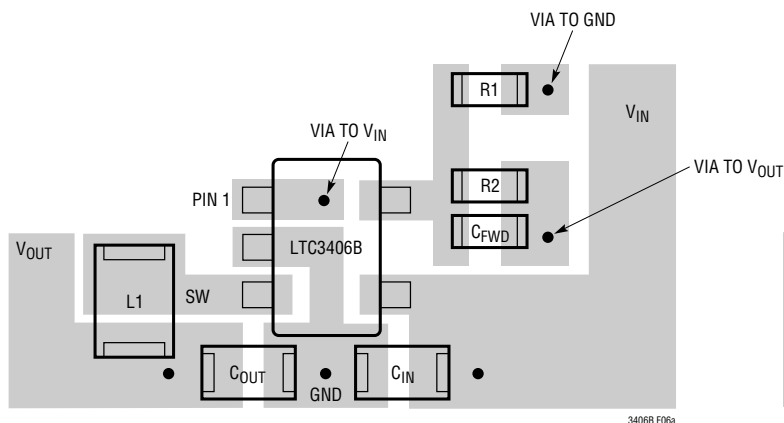 VIA TO GND
R1
VIN
VIA TO VIN
VIA TO VOUT
R2
PIN 1
CFWD
VOUT
LTC3406B
L1
SW
COUT
CIN
GND
3406B F06a